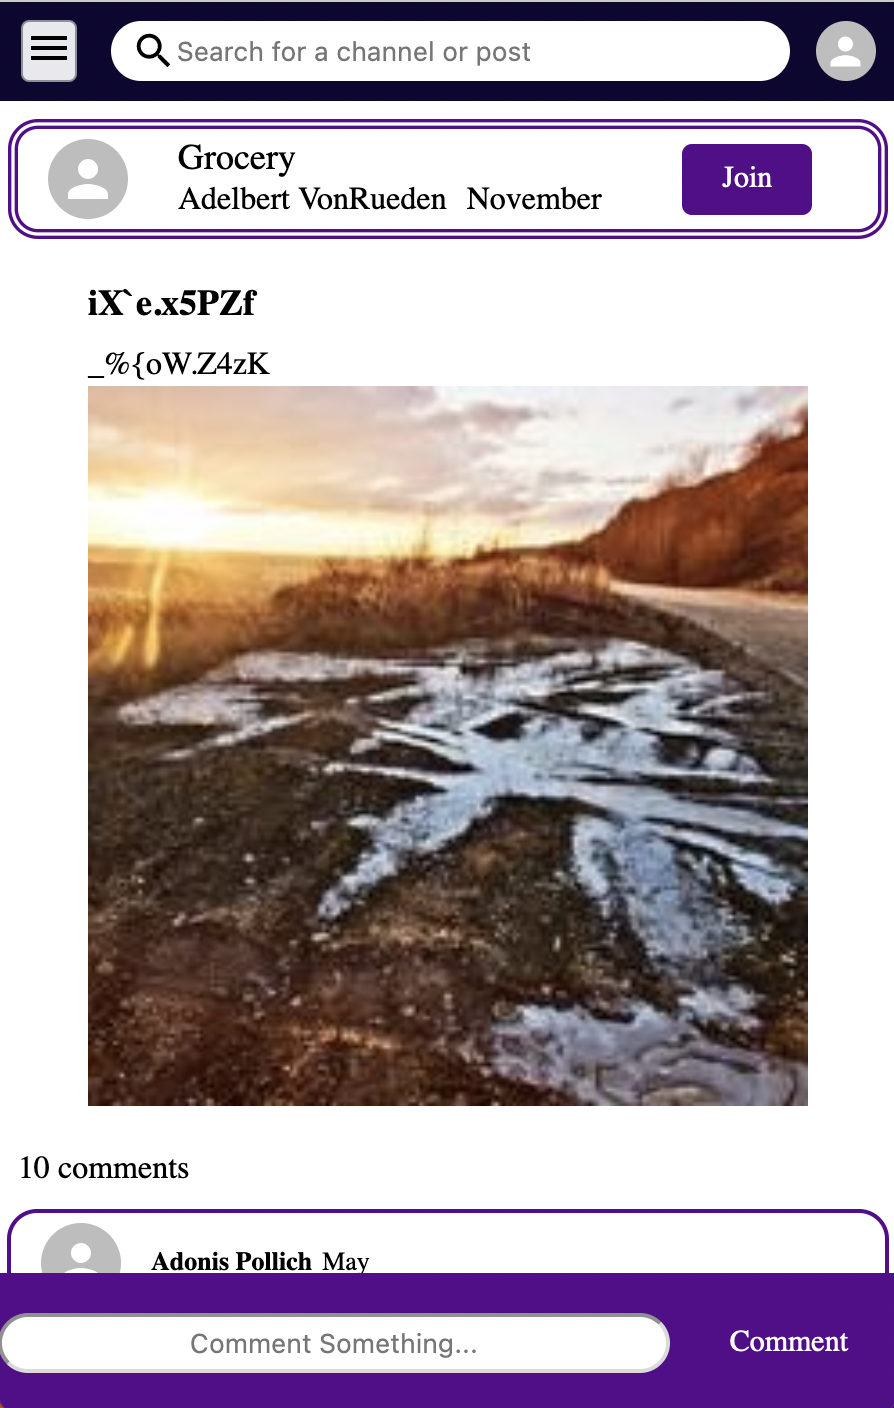 Search for a channel or post
Grocery
Adelbert VonRueden November
Join
iX`e.x5PZf
_%{oW.Z4zK
10 comments
Adonis Pollich May
Comment Something...
Comment